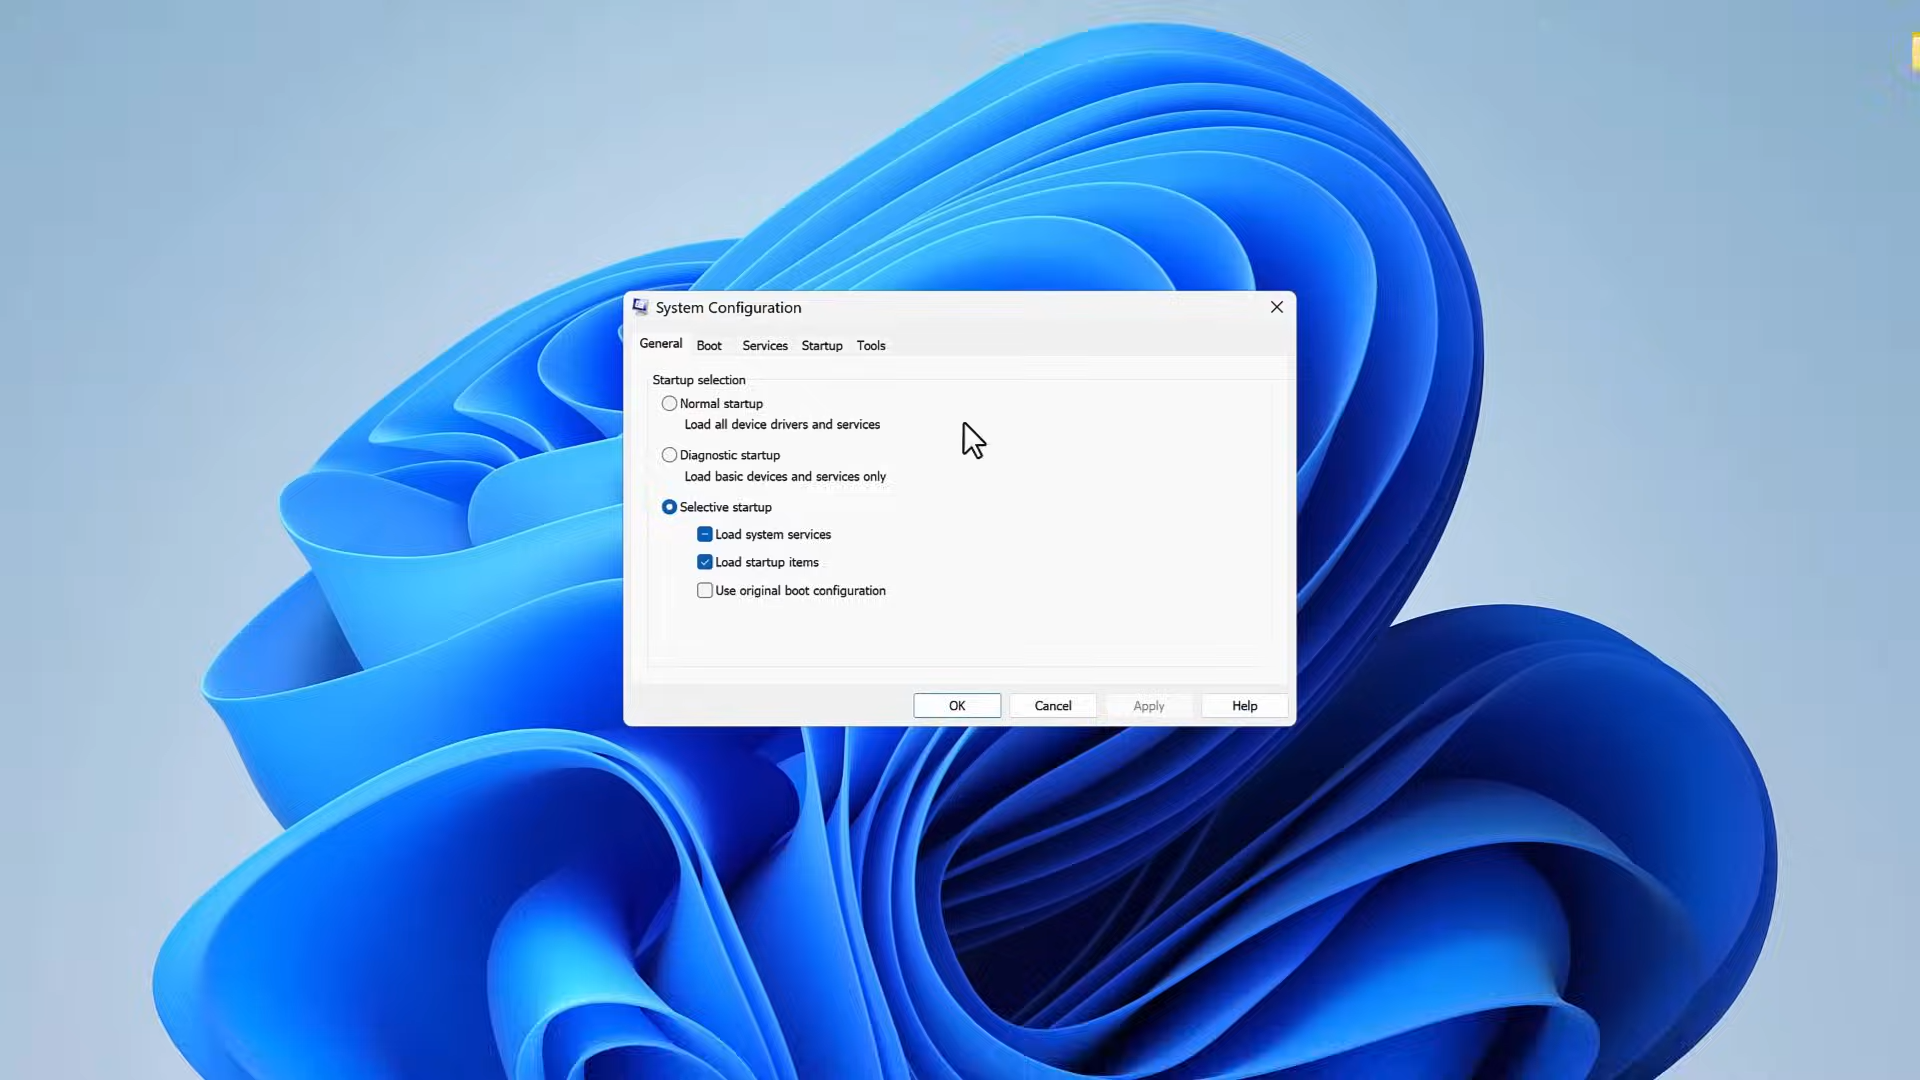 System Configuration
General Boot Services Startup Tools
Startup selection
Normal startup
Load all device drivers and services
Diagnostic startup
Load basic devices and services only
Selective startup
Load system services
Load startup items
Use original boot configuration
OK Cancel Apply Help